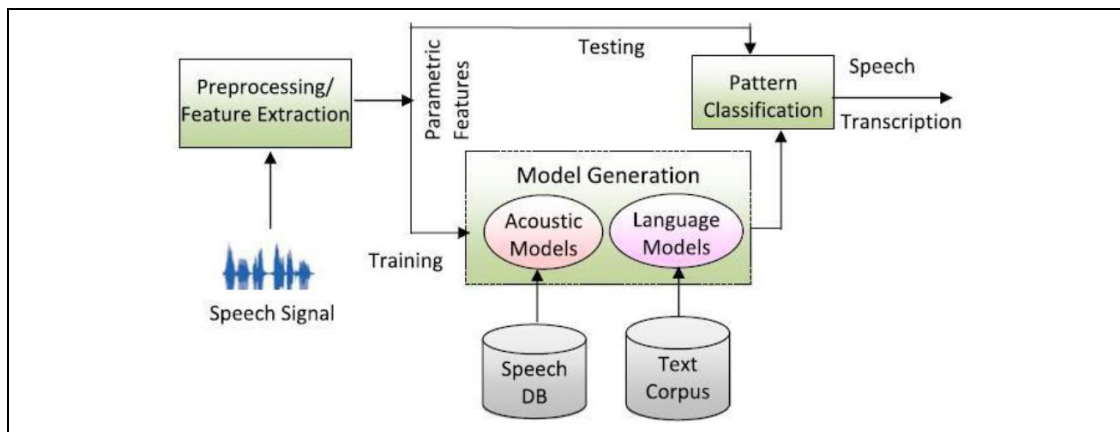 Preprocessing/
Feature Extraction
Speech Signal
Parametric
Features
Testing
Training
Model Generation
Acoustic
Models
Language
Models
Speech
DB
Text
Corpus
Pattern
Classification
Speech
Transcription